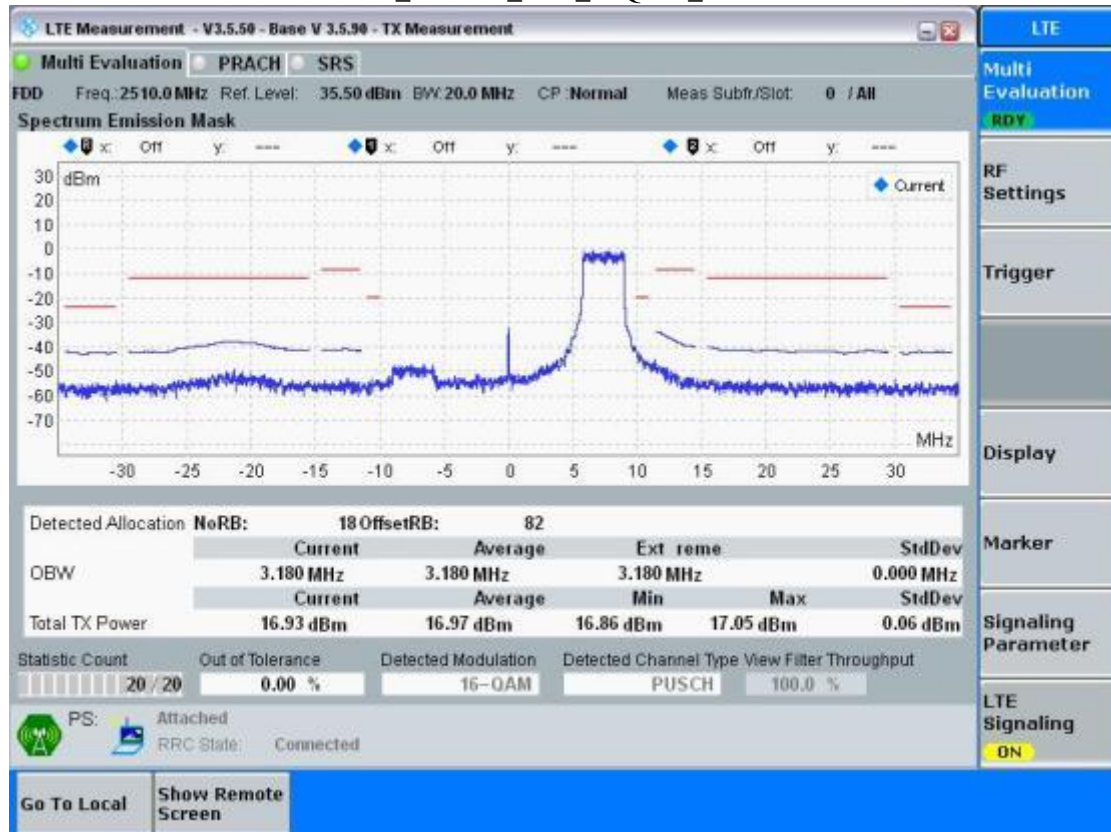 LTE Measurement - V3.5.50 - Base V 3.5.90 - TX Measurement
LTE
Multi Evaluation PRACH SRS
Multi Evaluation
RDY
FDD Freq.:2510.0 MHz Ref. Level: 35.50 dBm BW:20.0 MHz CP :Normal Meas Subfr/Slot: 0 / All
Spectrum Emission Mask
x: Off y: --- x: Off y: --- x: Off y: ---
30 dBm
Current
20
10
0
-10
-20
-30
-40
-50
-60
-70
MHz
-30 -25 -20 -15 -10 -5 0 5 10 15 20 25 30
RF Settings
Trigger
Display
Marker
Signaling Parameter
LTE Signaling
ON
Detected Allocation NoRB: 18 OffsetRB: 82
Current Average Ext reme StdDev
OBW 3.180 MHz 3.180 MHz 3.180 MHz 0.000 MHz
Current Average Min Max StdDev
Total TX Power 16.93 dBm 16.97 dBm 16.86 dBm 17.05 dBm 0.06 dBm
Statistic Count Out of Tolerance Detected Modulation Detected Channel Type View Filter Throughput
20 / 20 0.00 % 16-QAM PUSCH 100.0 %
PS: Attached
RRC State: Connected
Go To Local
Show Remote Screen